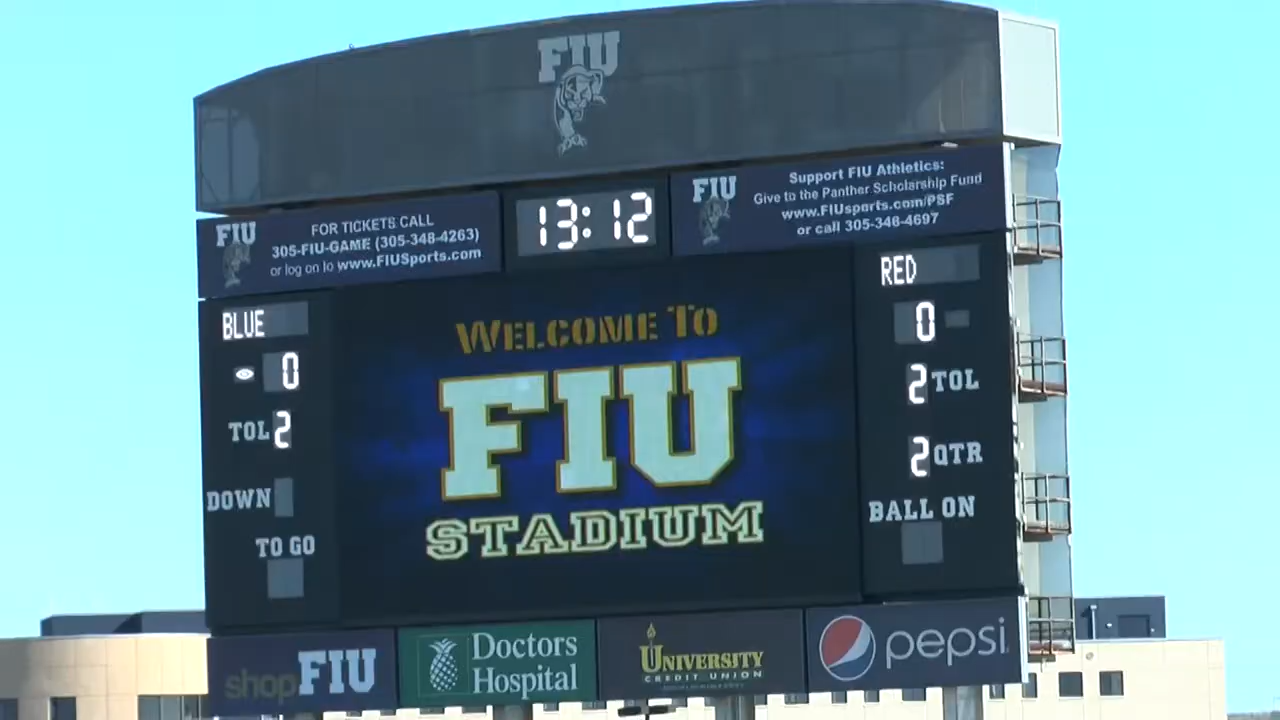 FIU
FIU
FOR TICKETS CALL
305-FIU-GAME (305-348-4263)
or log on to www.FIUSports.com
13:12
FIU
Support FIU Athletics:
Give to the Panther Scholarship Fund
www.FIUsports.com/PSF
or call 305-348-4697
BLUE
0
TOL 2
DOWN
TO GO
WELCOME TO
FIU
STADIUM
RED
0
2 TOL
2 QTR
BALL ON
shop FIU
Doctors
Hospital
UNIVERSITY
CREDIT UNION
pepsi